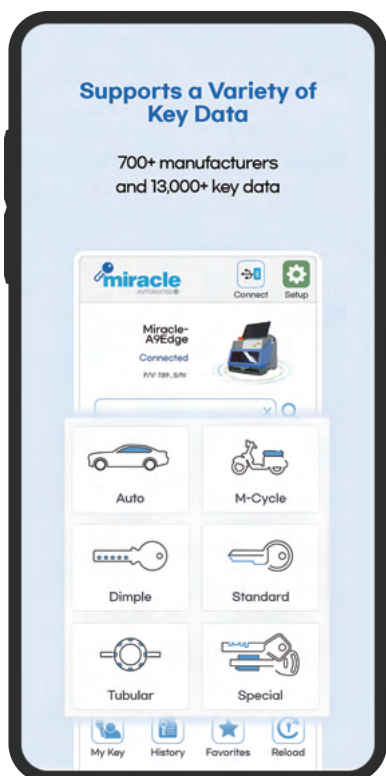 Supports a Variety of
Key Data
700+ manufacturers
and 13,000+ key data
miracle
AUTOMATED
Connect
Setup
Miracle-
A9Edge
Connected
Auto
M-Cycle
Dimple
Standard
Tubular
Special
My Key
History
Favorites
Reload